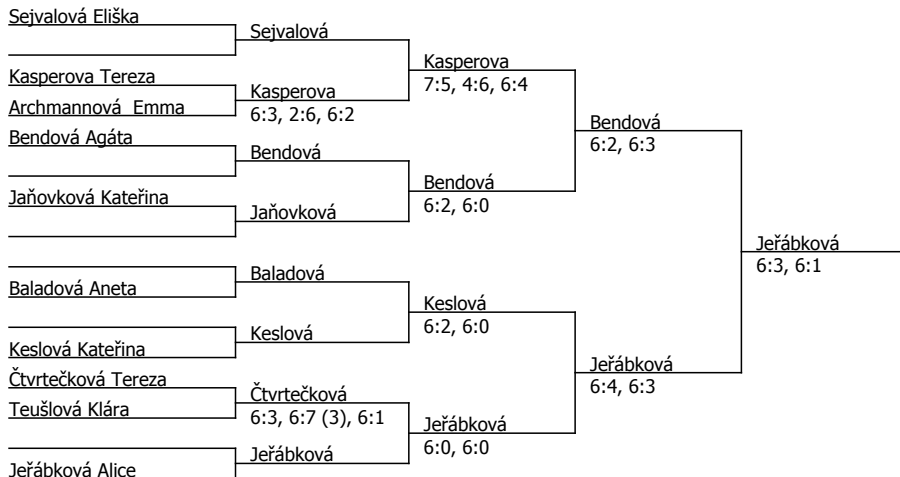 Sejvalová Eliška
Sejvalová
Kasperova
7:5, 4:6, 6:4
Kasperova Tereza
Archmannová  Emma
Kasperova
6:3, 2:6, 6:2
Bendová
6:2, 6:3
Bendová Agáta
Bendová
Bendová
6:2, 6:0
Jaňovková Kateřina
Jaňovková
Jeřábková
6:3, 6:1
Baladová
Baladová Aneta
Keslová
6:2, 6:0
Keslová
Keslová Kateřina
Jeřábková
6:4, 6:3
Čtvrtečková Tereza
Teušlová Klára
Čtvrtečková
6:3, 6:7 (3), 6:1
Jeřábková
6:0, 6:0
Jeřábková
Jeřábková Alice